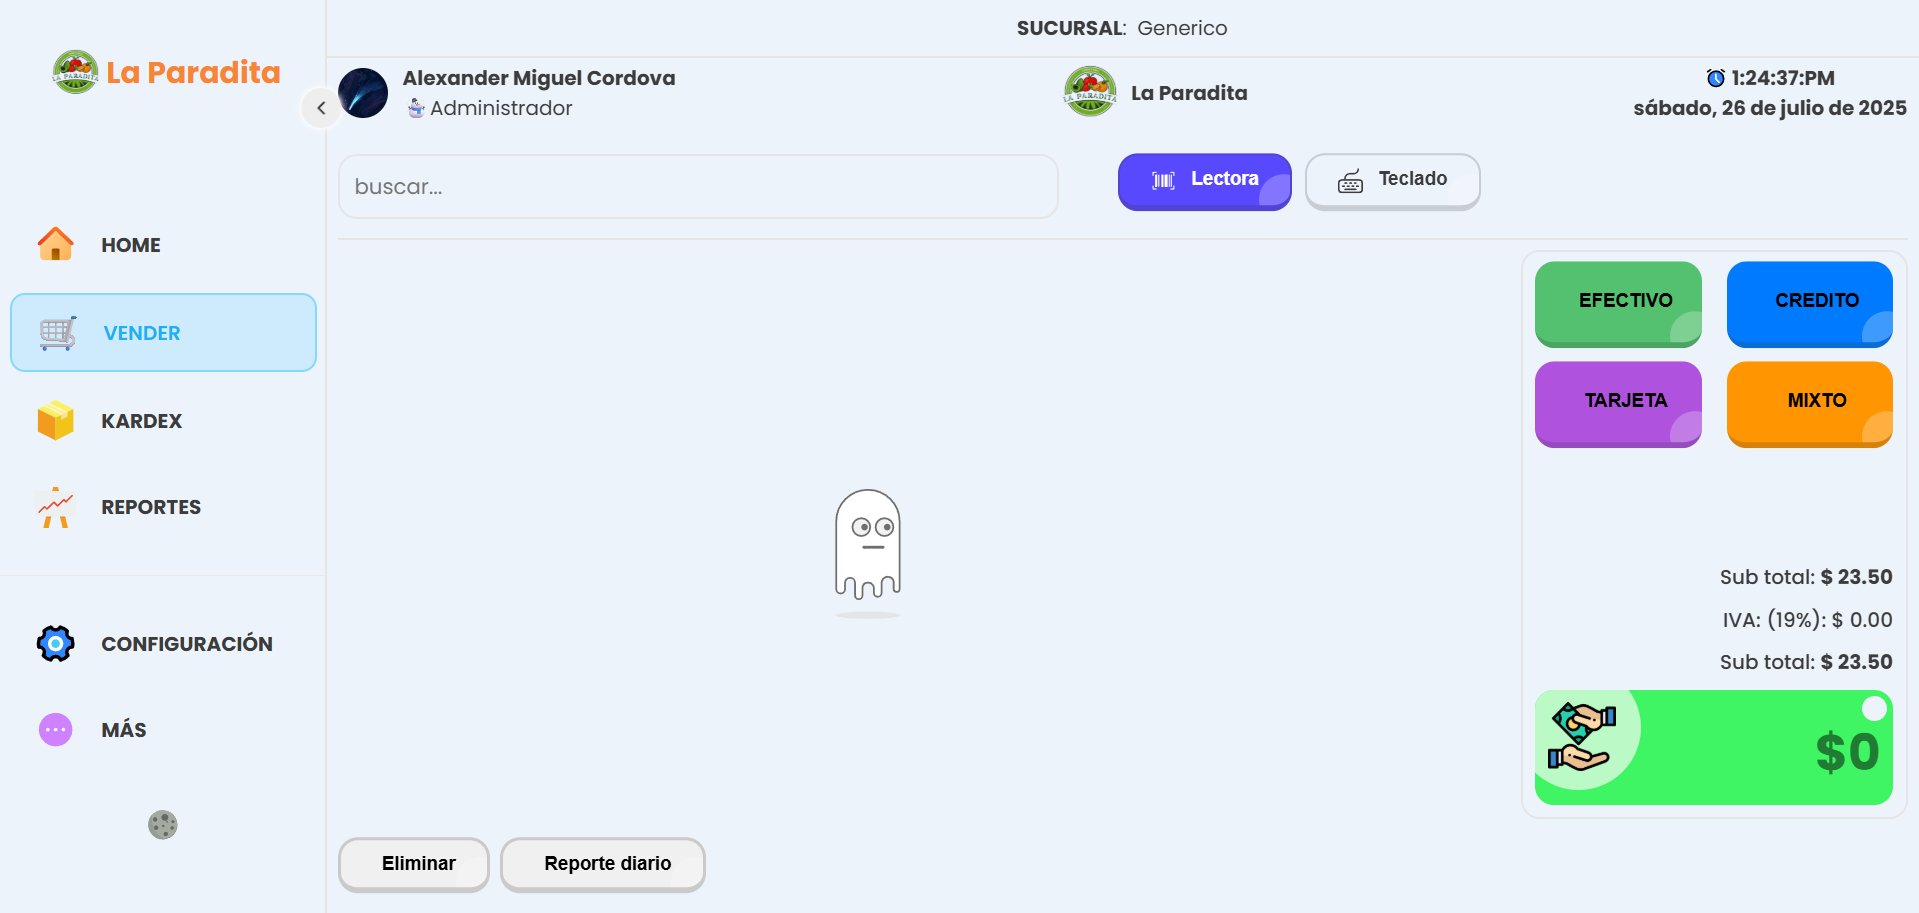 SUCURSAL: Generico
La Paradita
Alexander Miguel Cordova
Administrador
LA PARADITA
La Paradita
1:24:37:PM
sábado, 26 de julio de 2025
buscar...
Lectora
Teclado
HOME
VENDER
KARDEX
REPORTES
CONFIGURACIÓN
MÁS
EFECTIVO
CREDITO
TARJETA
MIXTO
Sub total: $ 23.50
IVA: (19%): $ 0.00
Sub total: $ 23.50
$0
Eliminar
Reporte diario